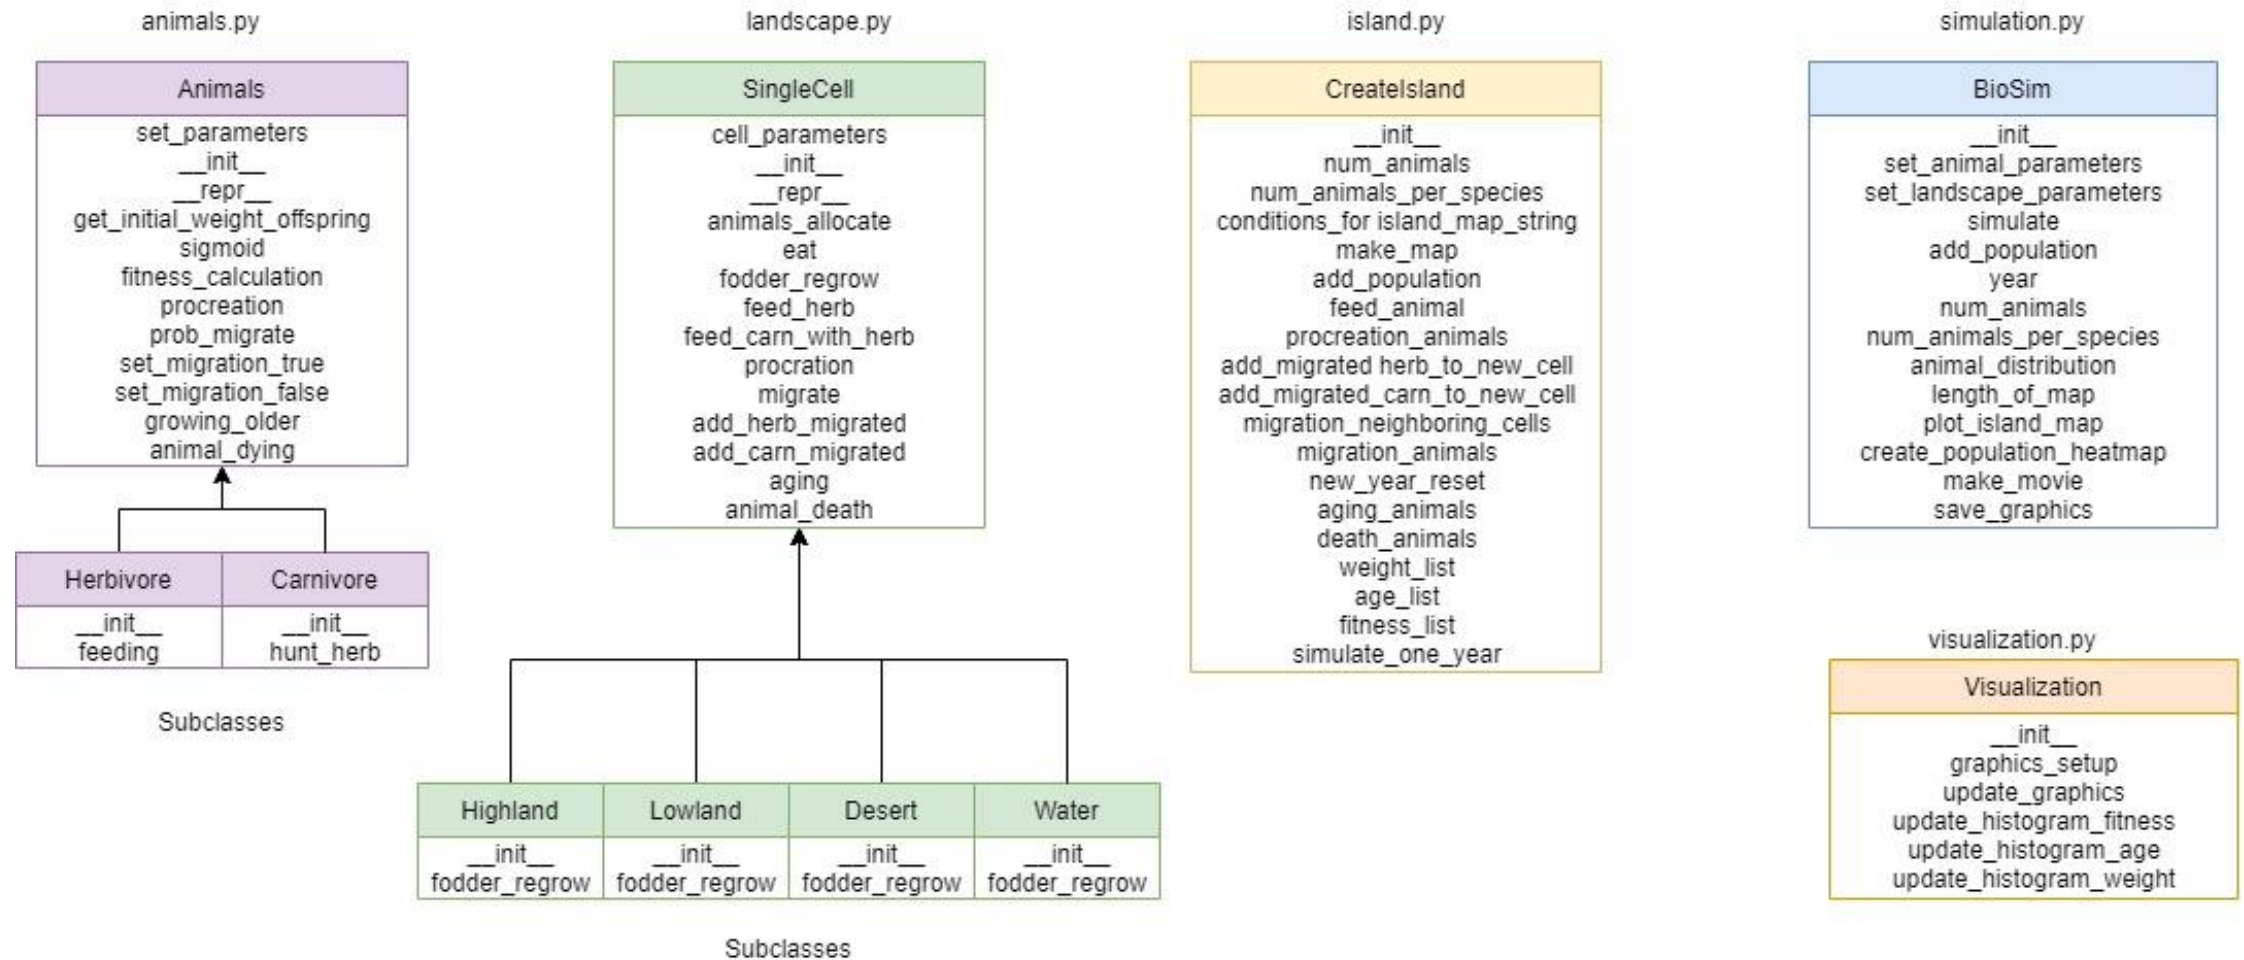 animals.py
Animals
set_parameters
__init__
__repr__
get_initial_weight_offspring
sigmoid
fitness_calculation
procreation
prob_migrate
set_migration_true
set_migration_false
growing_older
animal_dying
Herbivore
__init__
feeding
Carnivore
__init__
hunt_herb
Subclasses
landscape.py
SingleCell
cell_parameters
__init__
__repr__
animals_allocate
eat
fodder_regrow
feed_herb
feed_carn_with_herb
procration
migrate
add_herb_migrated
add_carn_migrated
aging
animal_death
Highland
__init__
fodder_regrow
Lowland
__init__
fodder_regrow
Desert
__init__
fodder_regrow
Water
__init__
fodder_regrow
Subclasses
island.py
CreateIsland
__init__
num_animals
num_animals_per_species
conditions_for island_map_string
make_map
add_population
feed_animal
procreation_animals
add_migrated herb_to_new_cell
add_migrated_carn_to_new_cell
migration_neighboring_cells
migration_animals
new_year_reset
aging_animals
death_animals
weight_list
age_list
fitness_list
simulate_one_year
simulation.py
BioSim
__init__
set_animal_parameters
set_landscape_parameters
simulate
add_population
year
num_animals
num_animals_per_species
animal_distribution
length_of_map
plot_island_map
create_population_heatmap
make_movie
save_graphics
visualization.py
Visualization
__init__
graphics_setup
update_graphics
update_histogram_fitness
update_histogram_age
update_histogram_weight